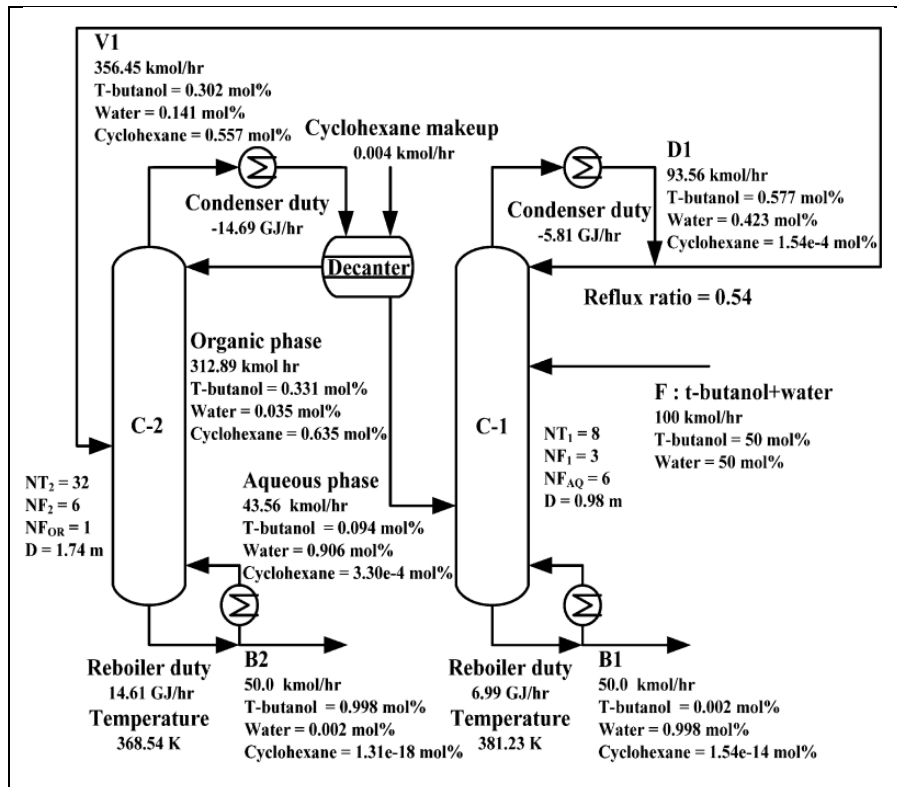 V1
356.45 kmol/hr
T-butanol = 0.302 mol%
Water = 0.141 mol%
Cyclohexane = 0.557 mol%
Cyclohexane makeup
0.004 kmol/hr
D1
93.56 kmol/hr
T-butanol = 0.577 mol%
Water = 0.423 mol%
Cyclohexane = 1.54e-4 mol%
Condenser duty
-14.69 GJ/hr
Condenser duty
-5.81 GJ/hr
Decanter
Reflux ratio = 0.54
Organic phase
312.89 kmol hr
T-butanol = 0.331 mol%
Water = 0.035 mol%
Cyclohexane = 0.635 mol%
F : t-butanol+water
100 kmol/hr
T-butanol = 50 mol%
Water = 50 mol%
C-2
C-1
NT₁ = 8
NF₁ = 3
NF_AQ = 6
D = 0.98 m
NT₂ = 32
NF₂ = 6
NF_OR = 1
D = 1.74 m
Aqueous phase
43.56 kmol/hr
T-butanol = 0.094 mol%
Water = 0.906 mol%
Cyclohexane = 3.30e-4 mol%
Reboiler duty
14.61 GJ/hr
Temperature
368.54 K
B2
50.0 kmol/hr
T-butanol = 0.998 mol%
Water = 0.002 mol%
Cyclohexane = 1.31e-18 mol%
Reboiler duty
6.99 GJ/hr
Temperature
381.23 K
B1
50.0 kmol/hr
T-butanol = 0.002 mol%
Water = 0.998 mol%
Cyclohexane = 1.54e-14 mol%